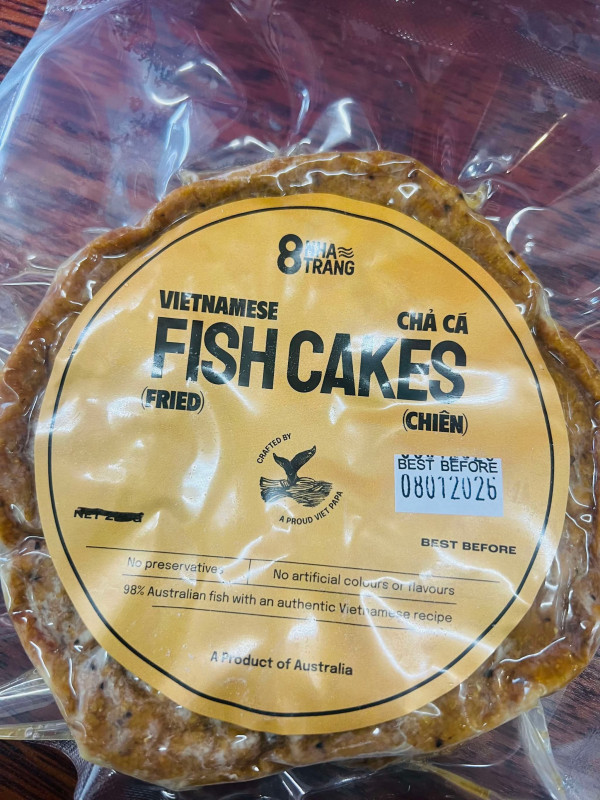 8 NHA
TRANG
VIETNAMESE
CHẢ CÁ
FISH CAKES
(FRIED)
(CHIÊN)
CRAFTED BY
A PROUD VIET PAPA
BEST BEFORE
08012026
NET
BEST BEFORE
No preservatives
No artificial colours or flavours
98% Australian fish with an authentic Vietnamese recipe
A Product of Australia